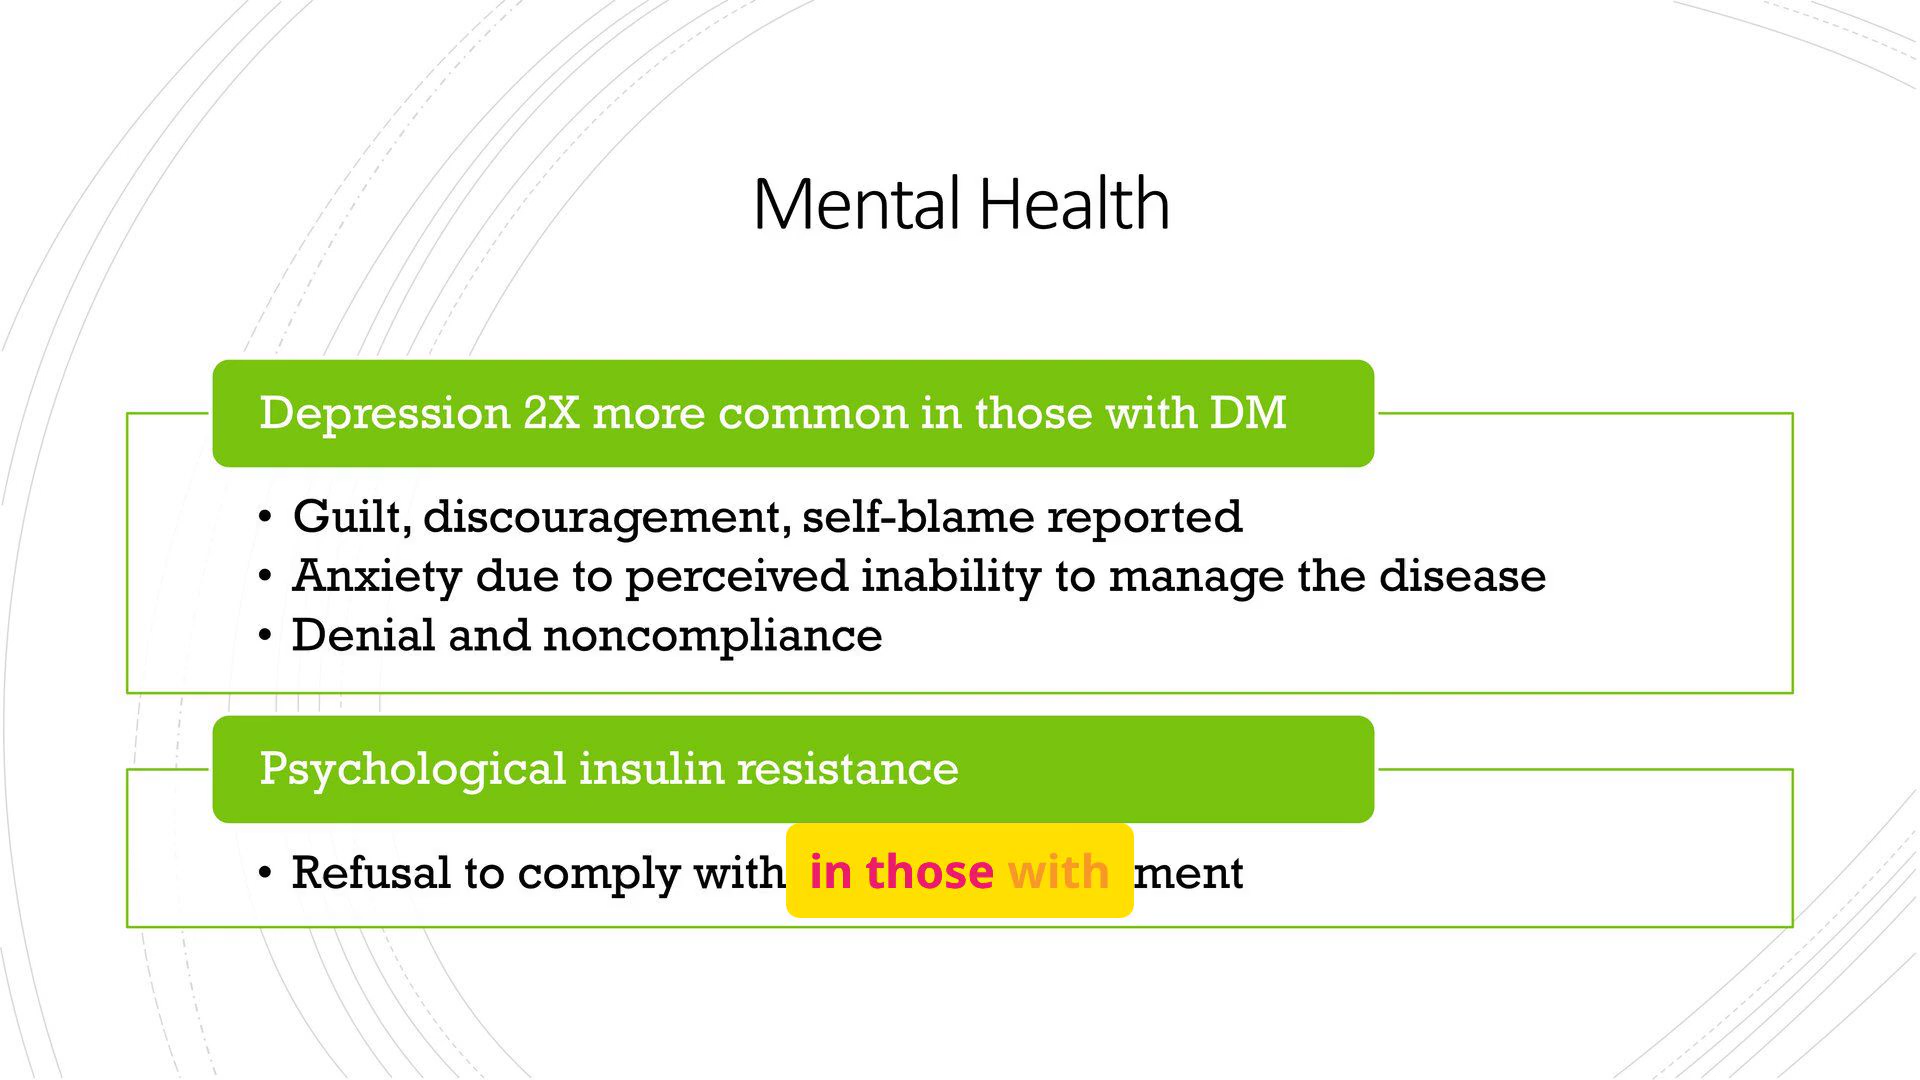 Mental Health
Depression 2X more common in those with DM
• Guilt, discouragement, self-blame reported
• Anxiety due to perceived inability to manage the disease
• Denial and noncompliance
Psychological insulin resistance
• Refusal to comply with
in those with